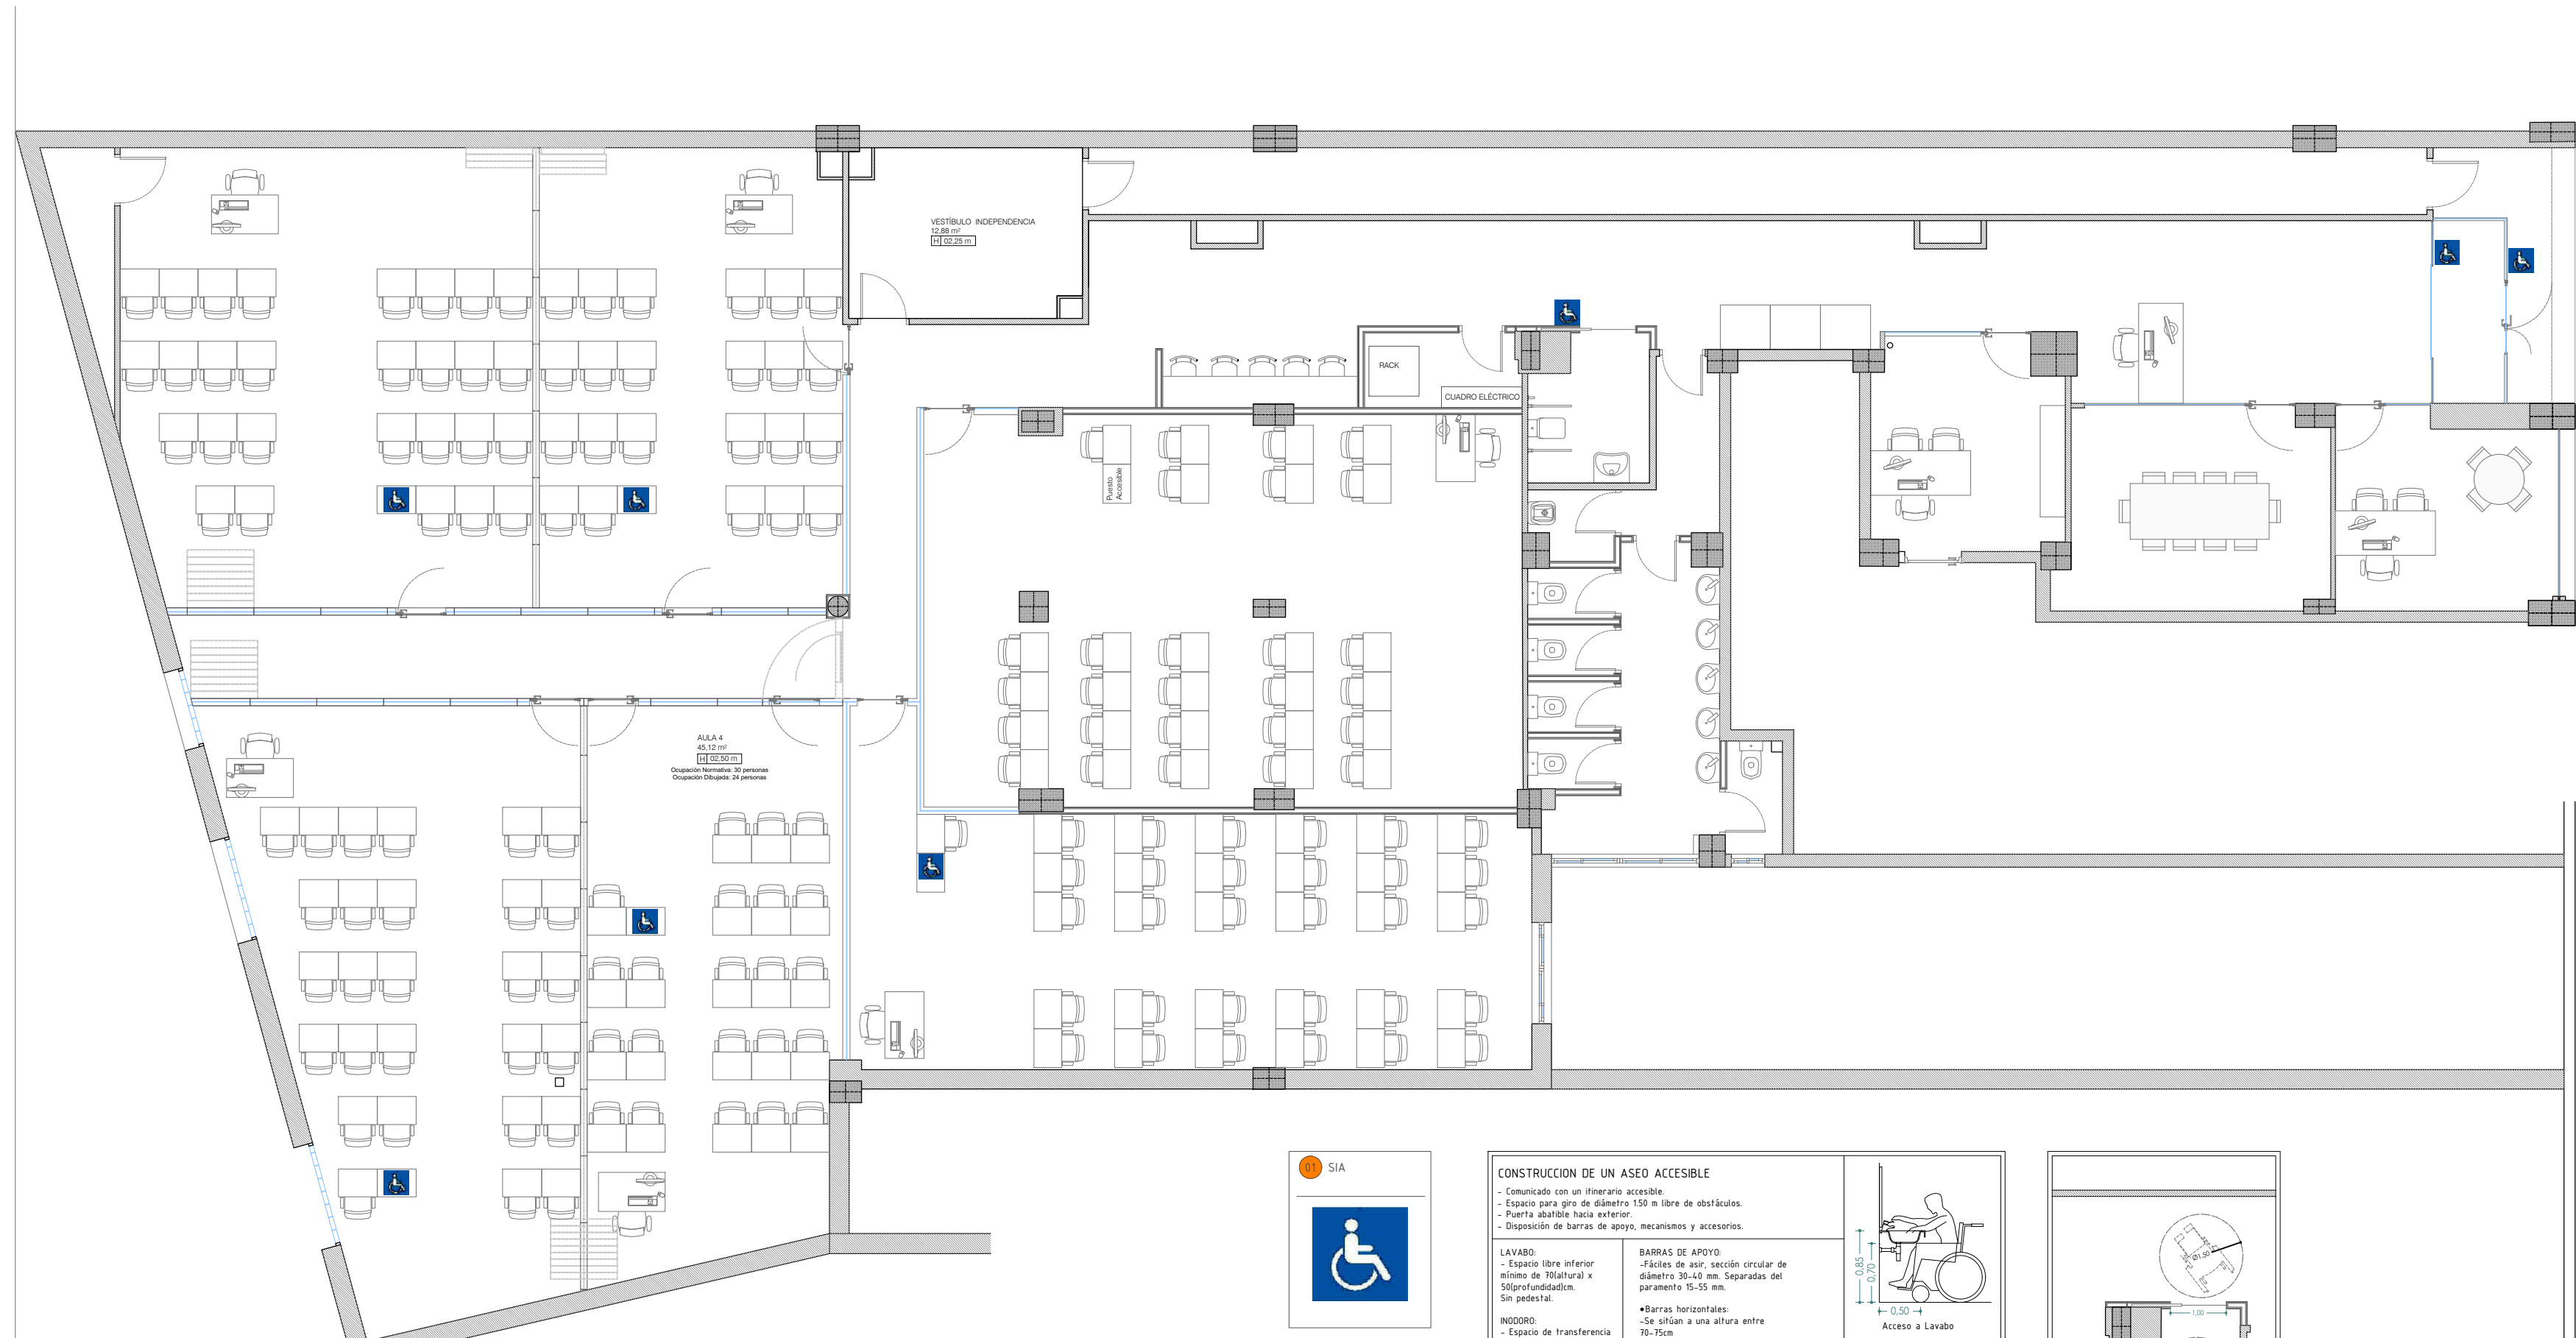 VESTÍBULO INDEPENDENCIA
12,88 m²
H 02,25 m
RACK
CUADRO ELÉCTRICO
Puesto
Accesible
AULA 4
45,12 m²
H 02,50 m
Ocupación Normativa: 30 personas
Ocupación Dibujada: 24 personas
01 SIA
CONSTRUCCION DE UN ASEO ACCESIBLE
- Comunicado con un itinerario accesible.
- Espacio para giro de diámetro 1.50 m libre de obstáculos.
- Puerta abatible hacia exterior.
- Disposición de barras de apoyo, mecanismos y accesorios.
LAVABO:
- Espacio libre inferior
mínimo de 70(altura) x
50(profundidad)cm.
Sin pedestal.
INODORO:
- Espacio de transferencia
BARRAS DE APOYO:
-Fáciles de asir, sección circular de
diámetro 30-40 mm. Separadas del
paramento 15-55 mm.
•Barras horizontales:
-Se sitúan a una altura entre
70-75cm
0,85
0,70
0,50
Acceso a Lavabo
Ø1,50
1,00